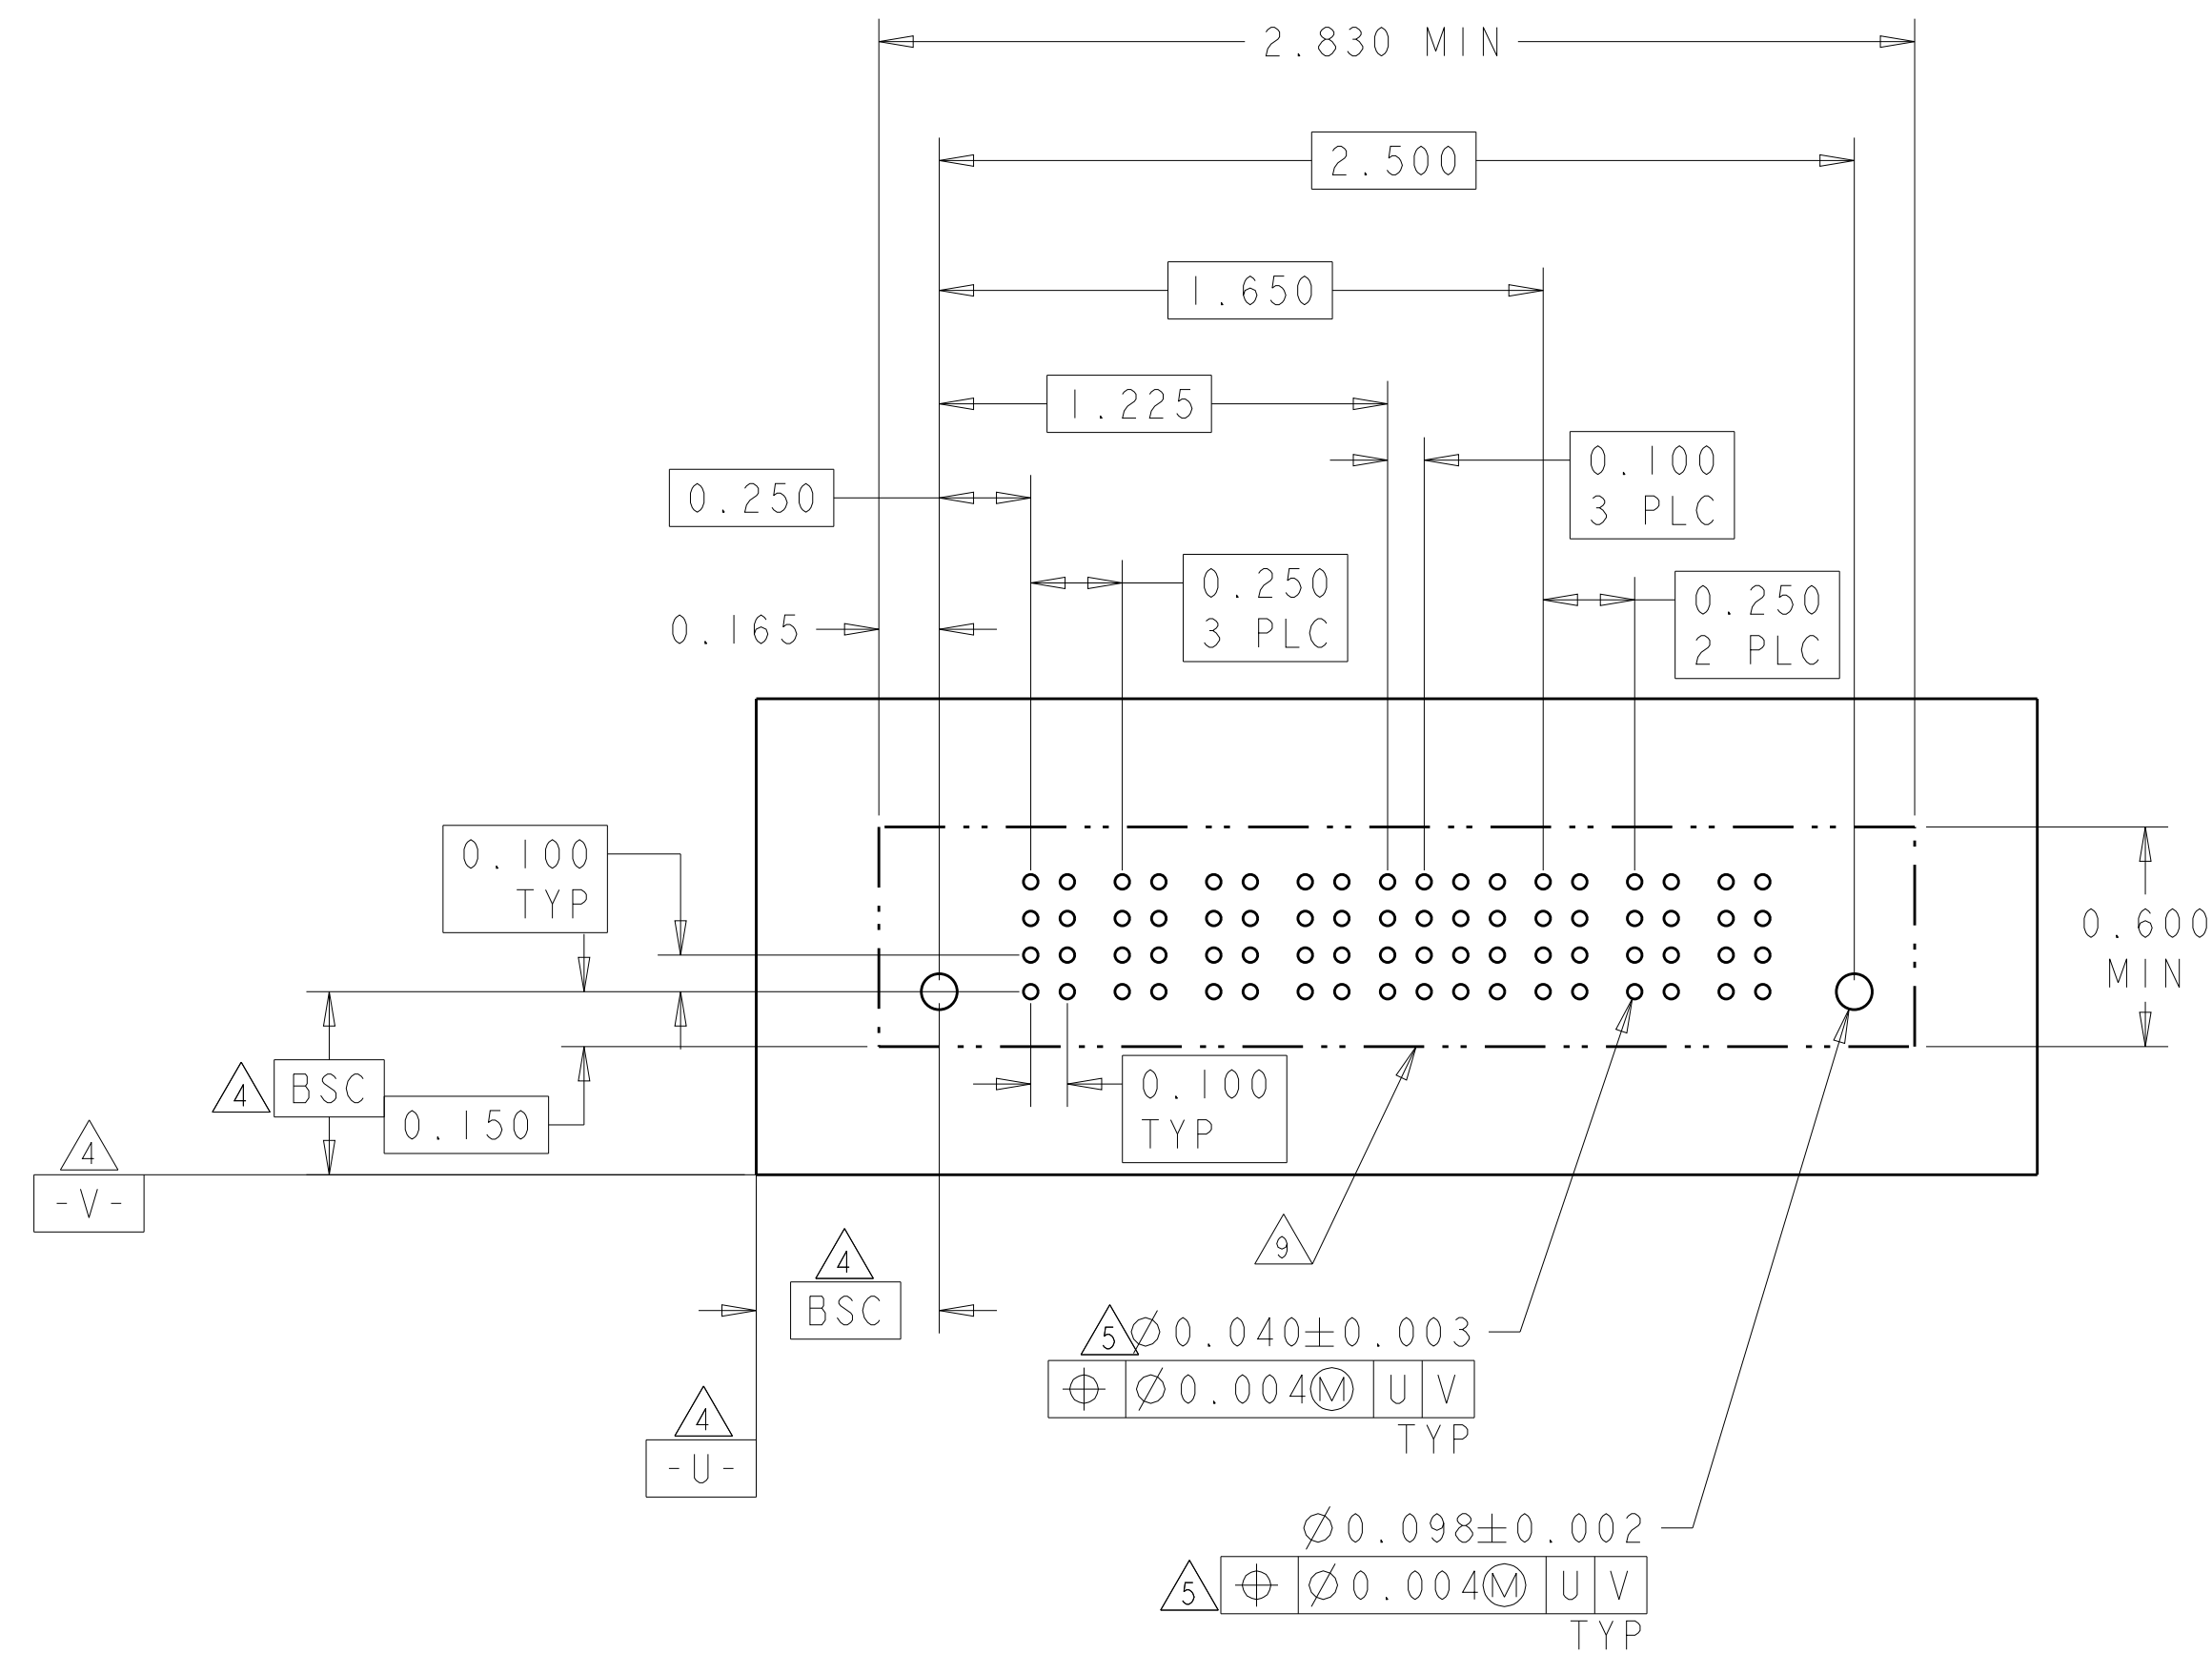 2.830 MIN
2.500
1.650
1.225
0.100
3 PLC
0.250
0.250
3 PLC
0.250
2 PLC
0.165
0.100
TYP
0.600
MIN
4
BSC
0.150
0.100
TYP
4
-V-
4
BSC
9
5 Ø0.040±0.003
⌖ Ø0.004Ⓜ U V
TYP
4
-U-
Ø0.098±0.002
5 ⌖ Ø0.004Ⓜ U V
TYP